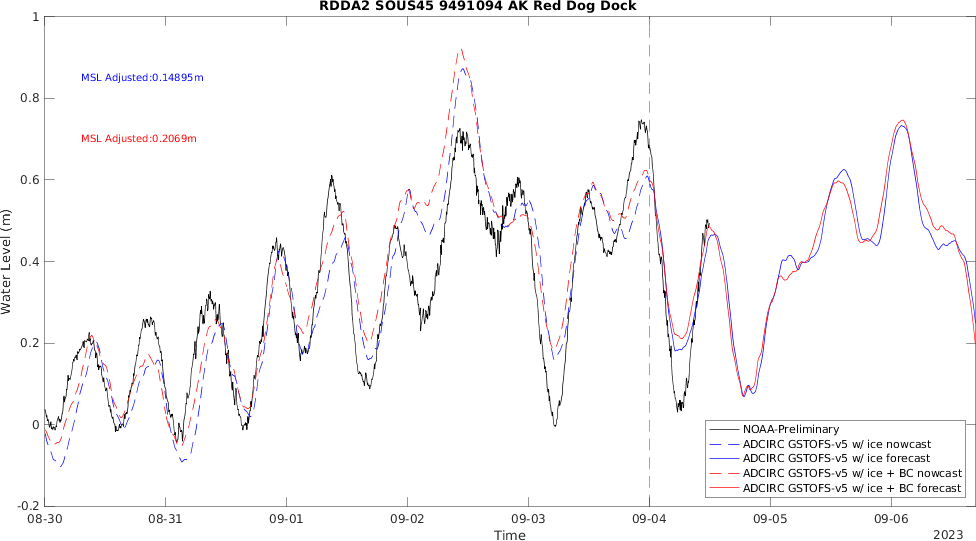 RDDA2 SOUS45 9491094 AK Red Dog Dock
1
MSL Adjusted:0.14895m
0.8
MSL Adjusted:0.2069m
0.6
Water Level (m)
0.4
0.2
0
NOAA-Preliminary
ADCIRC GSTOFS-v5 w/ ice nowcast
ADCIRC GSTOFS-v5 w/ ice forecast
ADCIRC GSTOFS-v5 w/ ice + BC nowcast
ADCIRC GSTOFS-v5 w/ ice + BC forecast
-0.2
08-30 08-31 09-01 09-02 09-03 09-04 09-05 09-06
Time
2023